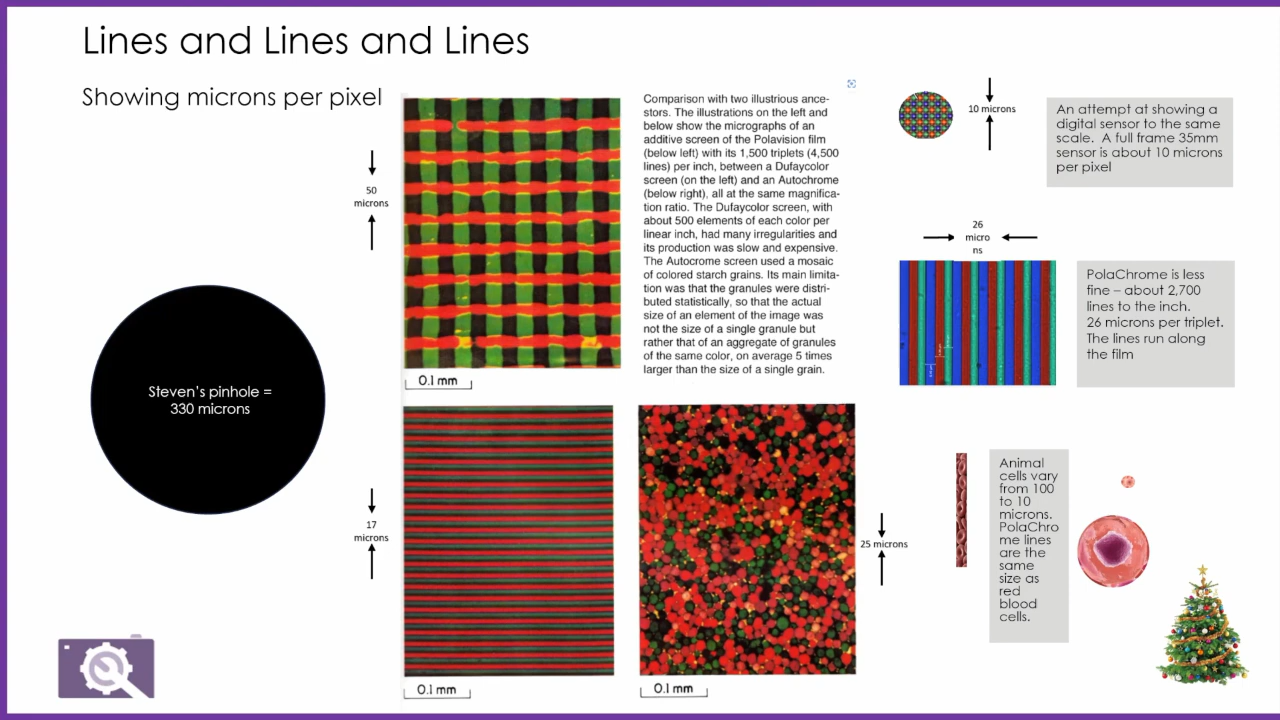 Lines and Lines and Lines
Showing microns per pixel
50
microns
Steven's pinhole =
330 microns
17
microns
0.1 mm
Comparison with two illustrious ance-
stors. The illustrations on the left and
below show the micrographs of an
additive screen of the Polavision film
(below left) with its 1,500 triplets (4,500
lines) per inch, between a Dufaycolor
screen (on the left) and an Autochrome
(below right), all at the same magnifica-
tion ratio. The Dufaycolor screen, with
about 500 elements of each color per
linear inch, had many irregularities and
its production was slow and expensive.
The Autocrome screen used a mosaic
of colored starch grains. Its main limita-
tion was that the granules were distri-
buted statistically, so that the actual
size of an element of the image was
not the size of a single granule but
rather that of an aggregate of granules
of the same color, on average 5 times
larger than the size of a single grain.
0.1 mm
0.1 mm
25 microns
10 microns
An attempt at showing a
digital sensor to the same
scale. A full frame 35mm
sensor is about 10 microns
per pixel
26
micro
ns
PolaChrome is less
fine – about 2,700
lines to the inch.
26 microns per triplet.
The lines run along
the film
Animal
cells vary
from 100
to 10
microns.
PolaChro
me lines
are the
same
size as
red
blood
cells.